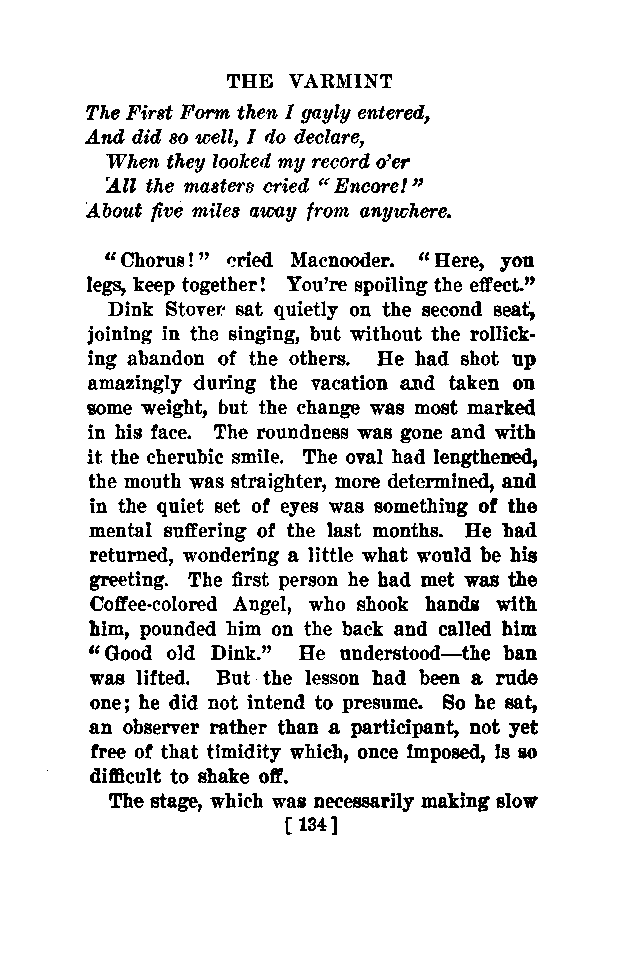 THE VARMINT
The First Form then I gayly entered,
And did so well, I do declare,
When they looked my record o'er
All the masters cried "Encore!"
About five miles away from anywhere.
"Chorus!" cried Macnooder. "Here, you
legs, keep together! You're spoiling the effect."
Dink Stover sat quietly on the second seat,
joining in the singing, but without the rollick-
ing abandon of the others. He had shot up
amazingly during the vacation and taken on
some weight, but the change was most marked
in his face. The roundness was gone and with
it the cherubic smile. The oval had lengthened,
the mouth was straighter, more determined, and
in the quiet set of eyes was something of the
mental suffering of the last months. He had
returned, wondering a little what would be his
greeting. The first person he had met was the
Coffee-colored Angel, who shook hands with
him, pounded him on the back and called him
"Good old Dink." He understood—the ban
was lifted. But the lesson had been a rude
one; he did not intend to presume. So he sat,
an observer rather than a participant, not yet
free of that timidity which, once imposed, is so
difficult to shake off.
The stage, which was necessarily making slow
[134]